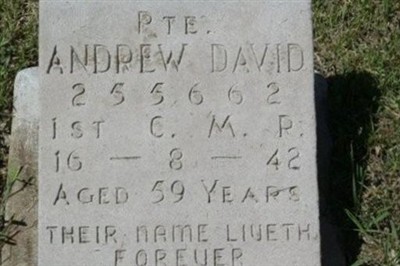 PTE.
ANDREW DAVID
255662
1ST C. M. R.
16 — 8 — 42
AGED 59 YEARS
THEIR NAME LIVETH
FOREVER